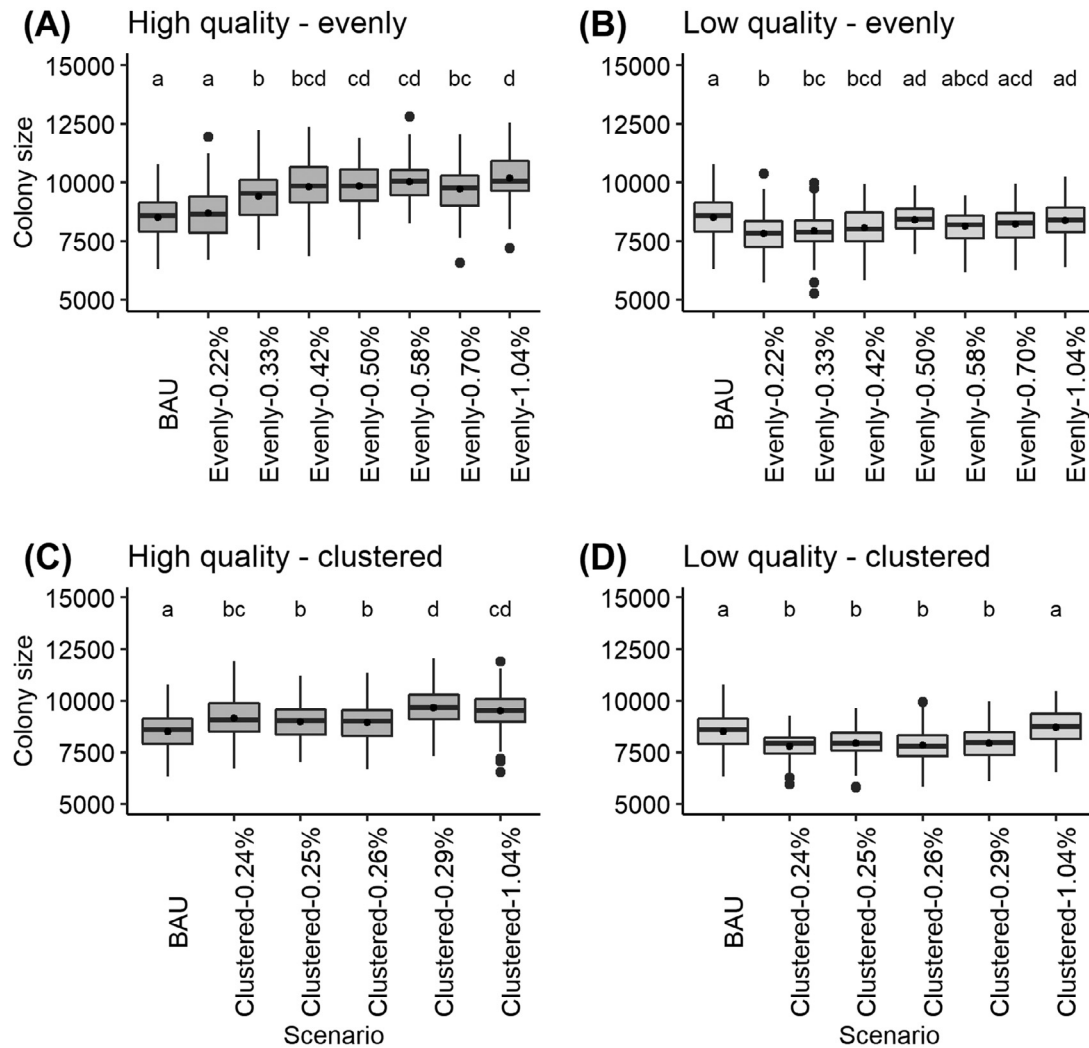 (A) High quality - evenly
15000
12500
10000
7500
5000
Colony size
a a b bcd cd cd bc d
BAU
Evenly-0.22%
Evenly-0.33%
Evenly-0.42%
Evenly-0.50%
Evenly-0.58%
Evenly-0.70%
Evenly-1.04%
(B) Low quality - evenly
15000
12500
10000
7500
5000
a b bc bcd ad abcd acd ad
BAU
Evenly-0.22%
Evenly-0.33%
Evenly-0.42%
Evenly-0.50%
Evenly-0.58%
Evenly-0.70%
Evenly-1.04%
(C) High quality - clustered
15000
12500
10000
7500
5000
Colony size
a bc b b d cd
BAU
Clustered-0.24%
Clustered-0.25%
Clustered-0.26%
Clustered-0.29%
Clustered-1.04%
Scenario
(D) Low quality - clustered
15000
12500
10000
7500
5000
a b b b b a
BAU
Clustered-0.24%
Clustered-0.25%
Clustered-0.26%
Clustered-0.29%
Clustered-1.04%
Scenario